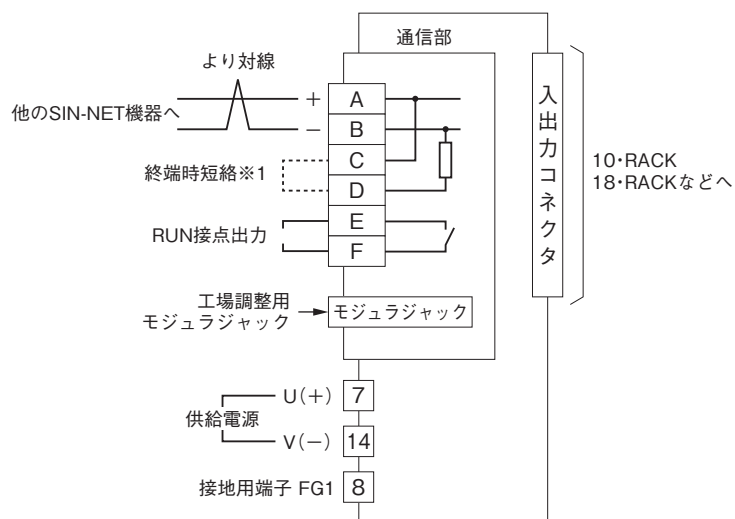 通信部
より対線
他のSIN-NET機器へ
+ A
− B
終端時短絡※1
C
D
RUN接点出力
E
F
工場調整用
モジュラジャック
モジュラジャック
入出力コネクタ
10・RACK
18・RACKなどへ
供給電源
U(+) 7
V(−) 14
接地用端子 FG1 8